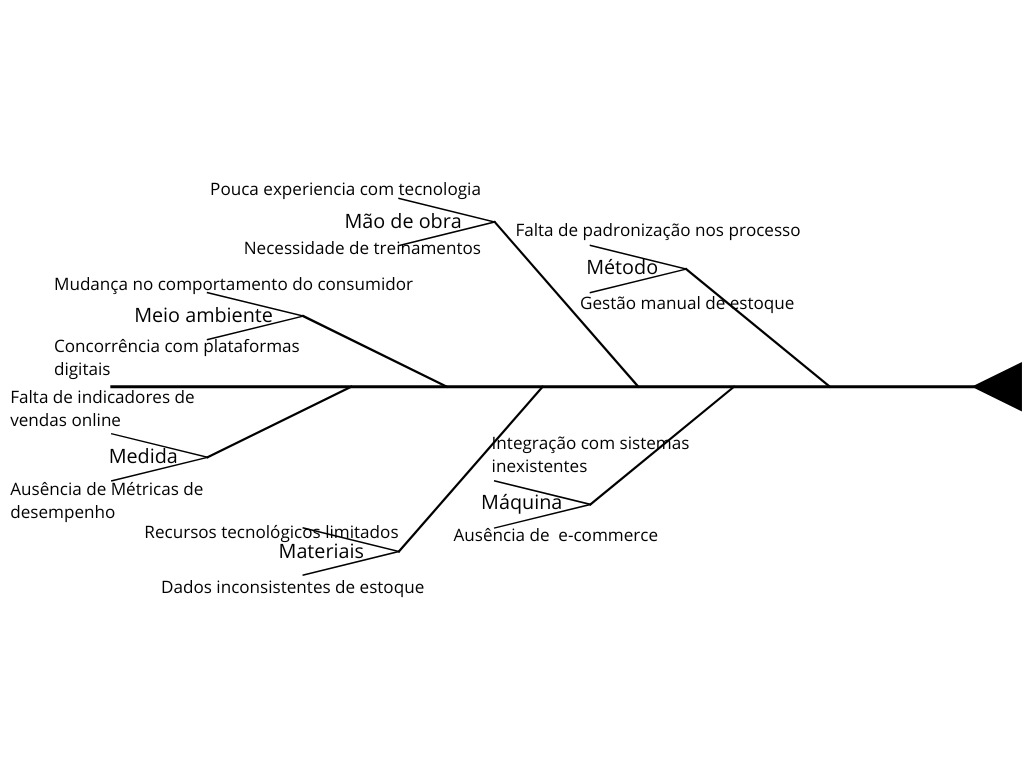 Pouca experiencia com tecnologia
Mão de obra
Necessidade de treinamentos
Falta de padronização nos processo
Método
Gestão manual de estoque
Mudança no comportamento do consumidor
Meio ambiente
Concorrência com plataformas
digitais
Falta de indicadores de
vendas online
Medida
Ausência de Métricas de
desempenho
Integração com sistemas
inexistentes
Máquina
Ausência de  e-commerce
Recursos tecnológicos limitados
Materiais
Dados inconsistentes de estoque